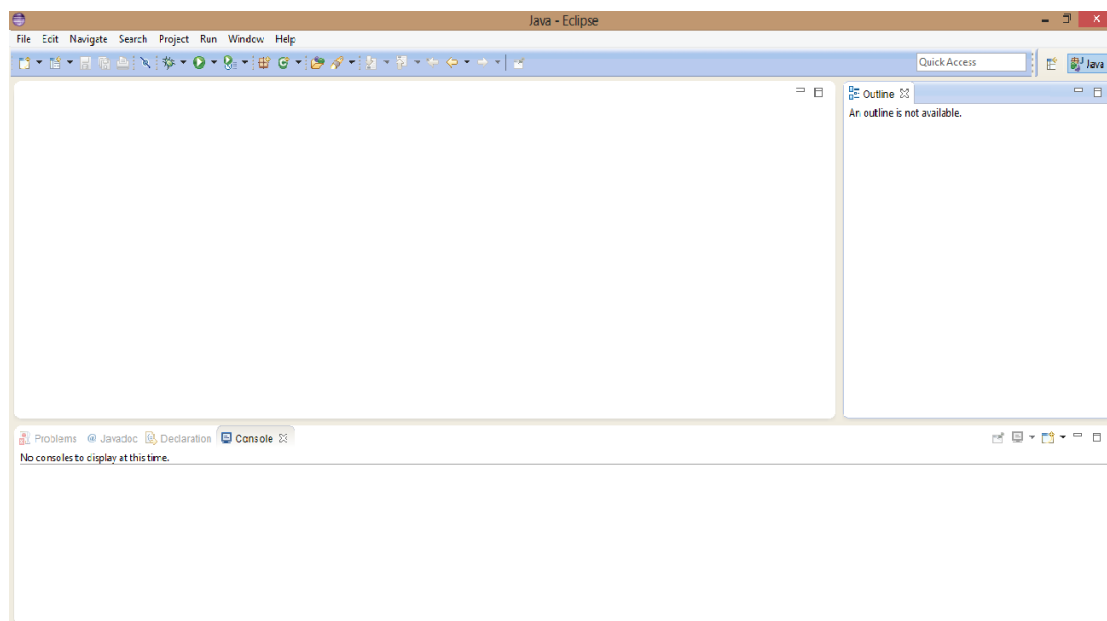 Java - Eclipse
File Edit Navigate Search Project Run Window Help
Quick Access
Java
Outline
An outline is not available.
Problems @ Javadoc Declaration Console
No consoles to display at this time.